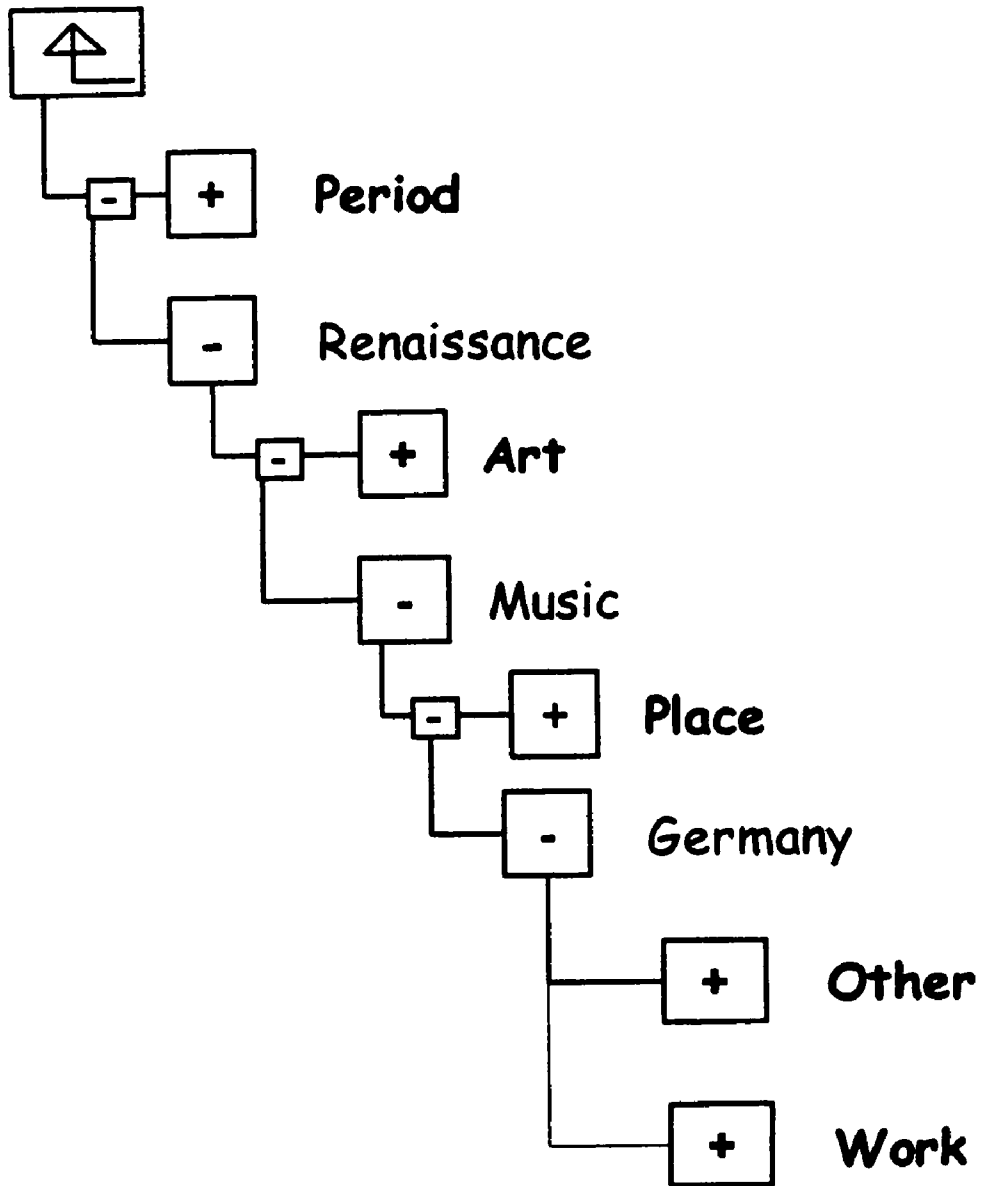 - + Period
- Renaissance
- + Art
- Music
- + Place
- Germany
+ Other
+ Work